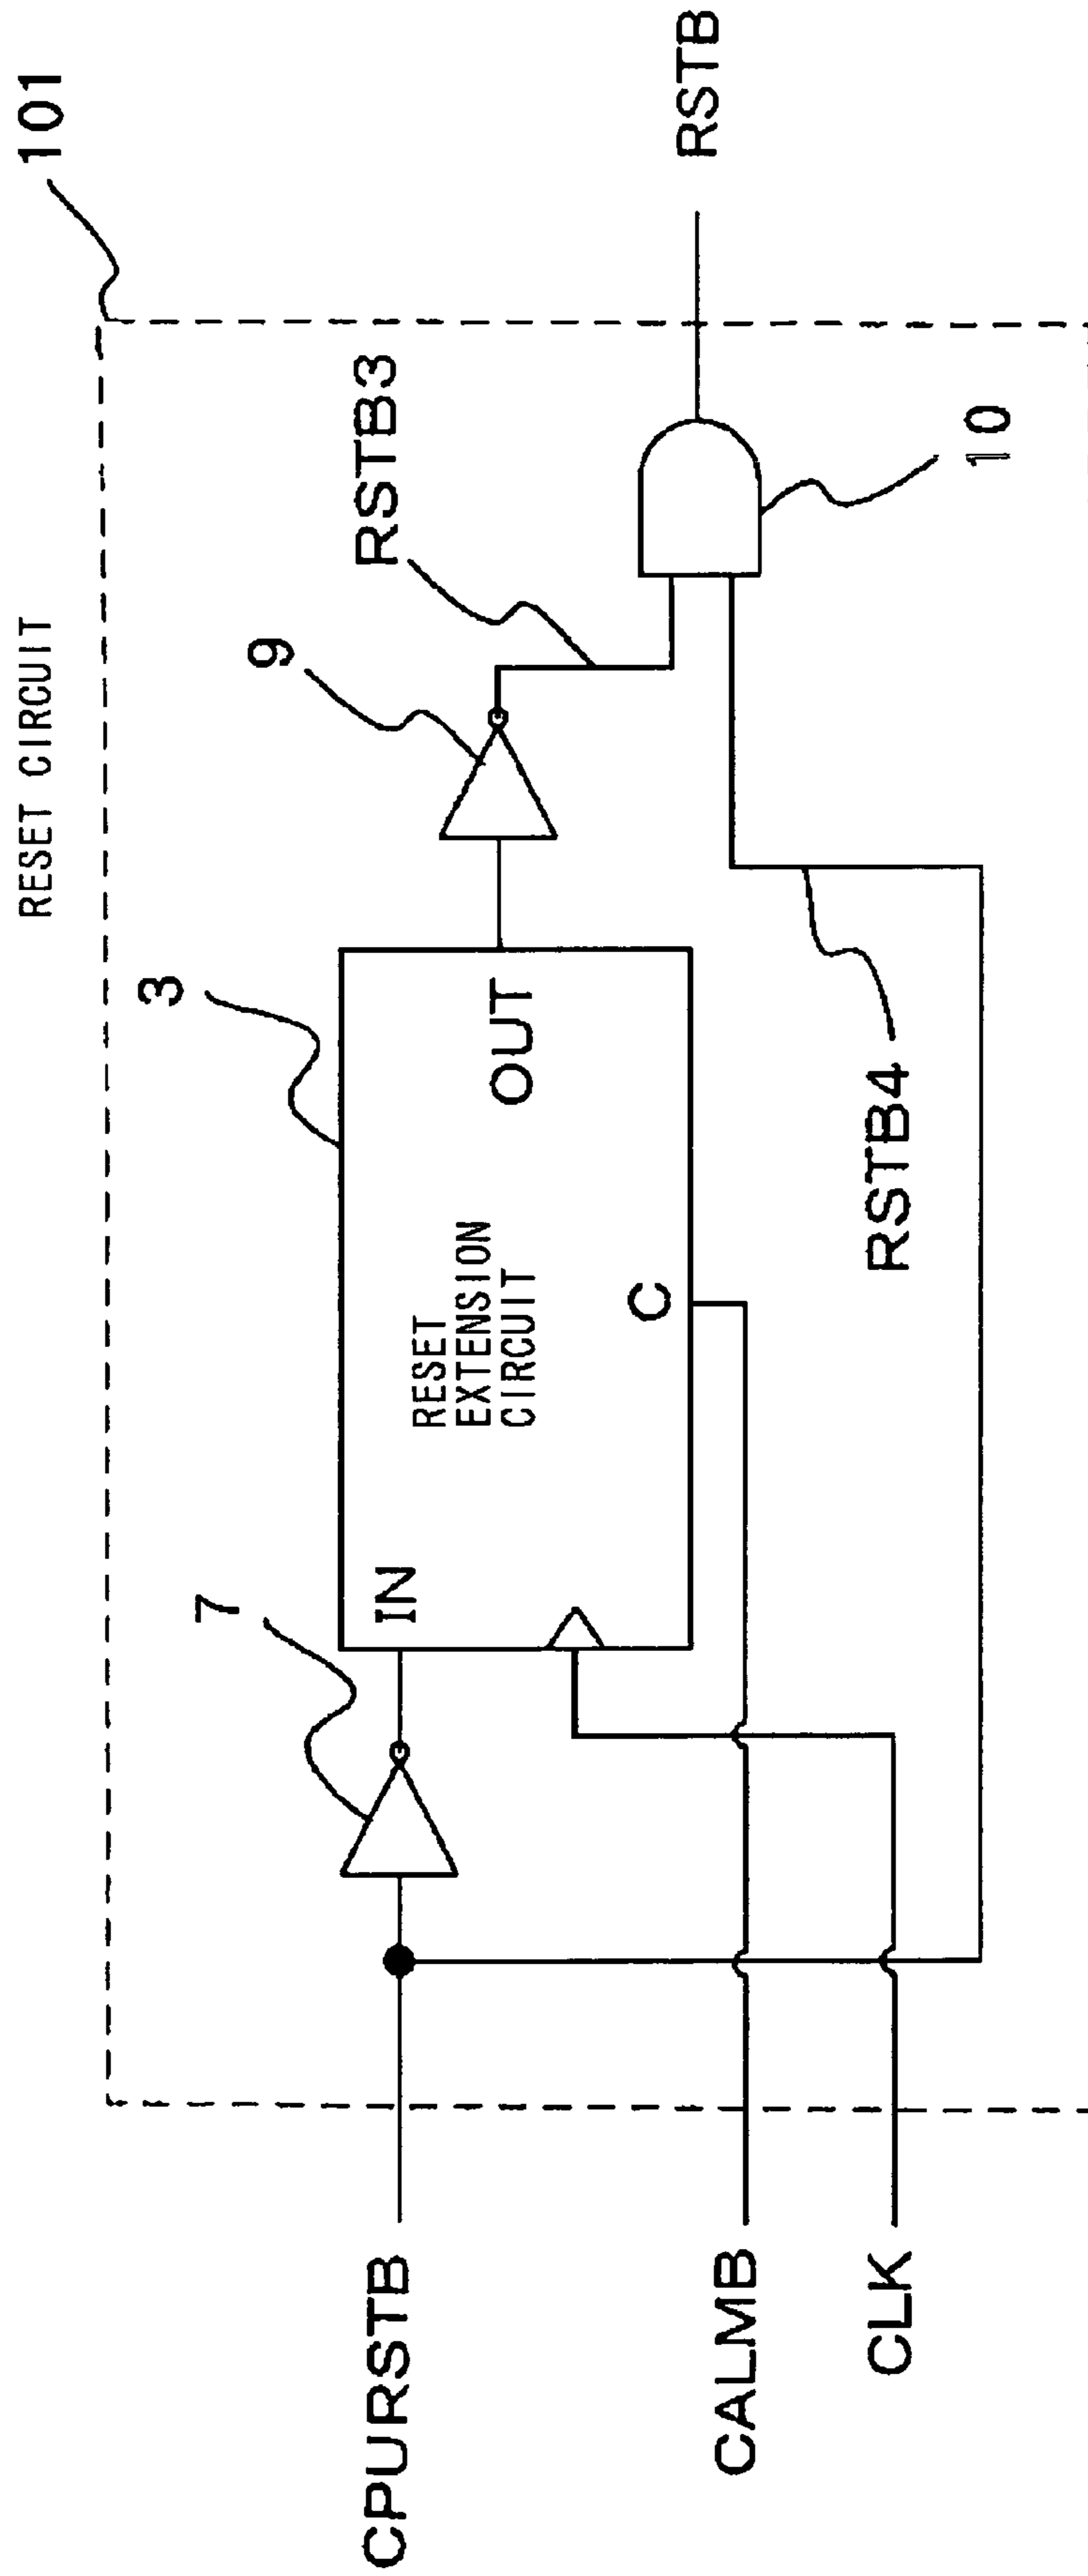 RESET CIRCUIT
101
CPURSTB
CALMB
CLK
7
IN
3
RESET
EXTENSION
CIRCUIT
C
OUT
9
RSTB3
RSTB4
10
RSTB